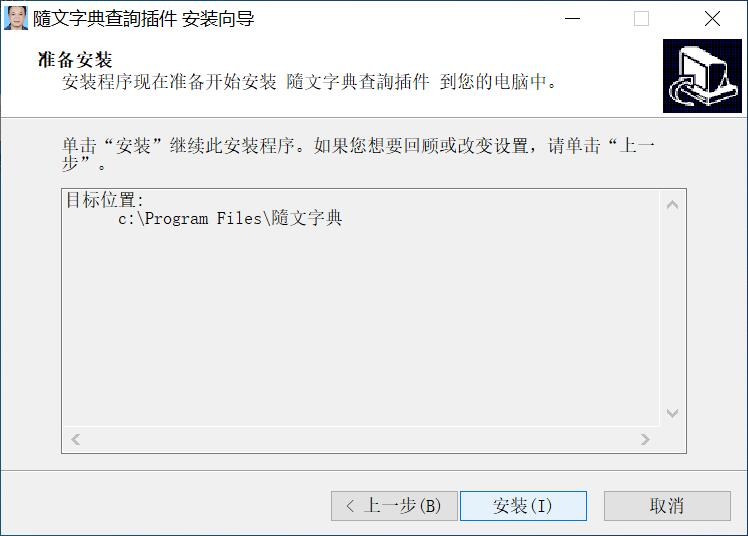 隨文字典查詢插件 安装向导
准备安装
安装程序现在准备开始安装 隨文字典查詢插件 到您的电脑中。
单击“安装”继续此安装程序。如果您想要回顾或改变设置，请单击“上一
步”。
目标位置:
c:\Program Files\隨文字典
< 上一步(B)
安装(I)
取消